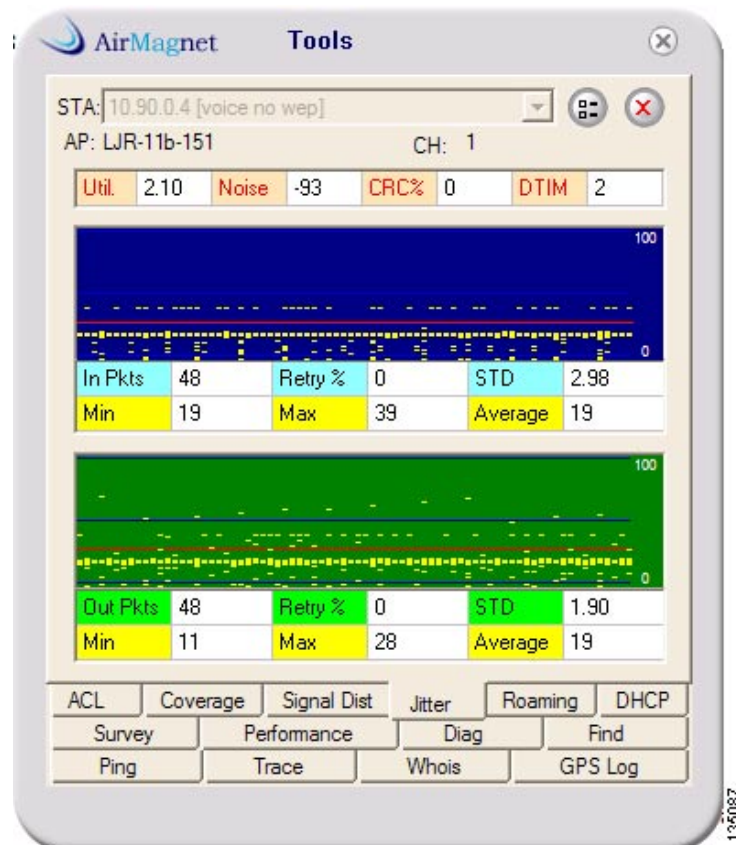 AirMagnet Tools
STA: 10.90.0.4 [voice no wep]
AP: LJR-11b-151 CH: 1
Util. 2.10 Noise -93 CRC% 0 DTIM 2
100
0
In Pkts 48 Retry % 0 STD 2.98
Min 19 Max 39 Average 19
100
0
Out Pkts 48 Retry % 0 STD 1.90
Min 11 Max 28 Average 19
ACL Coverage Signal Dist Jitter Roaming DHCP
Survey Performance Diag Find
Ping Trace Whois GPS Log
135087